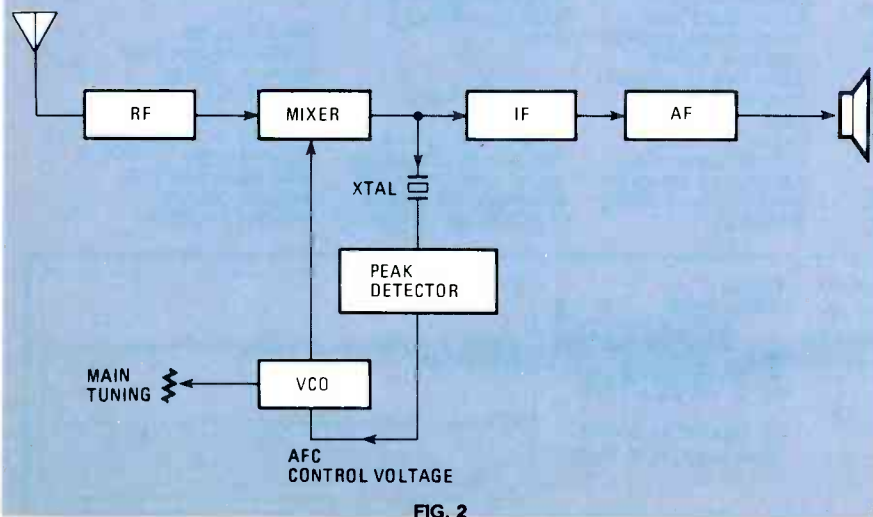 RF
MIXER
IF
AF
XTAL
PEAK
DETECTOR
MAIN
TUNING
VCO
AFC
CONTROL VOLTAGE
FIG. 2